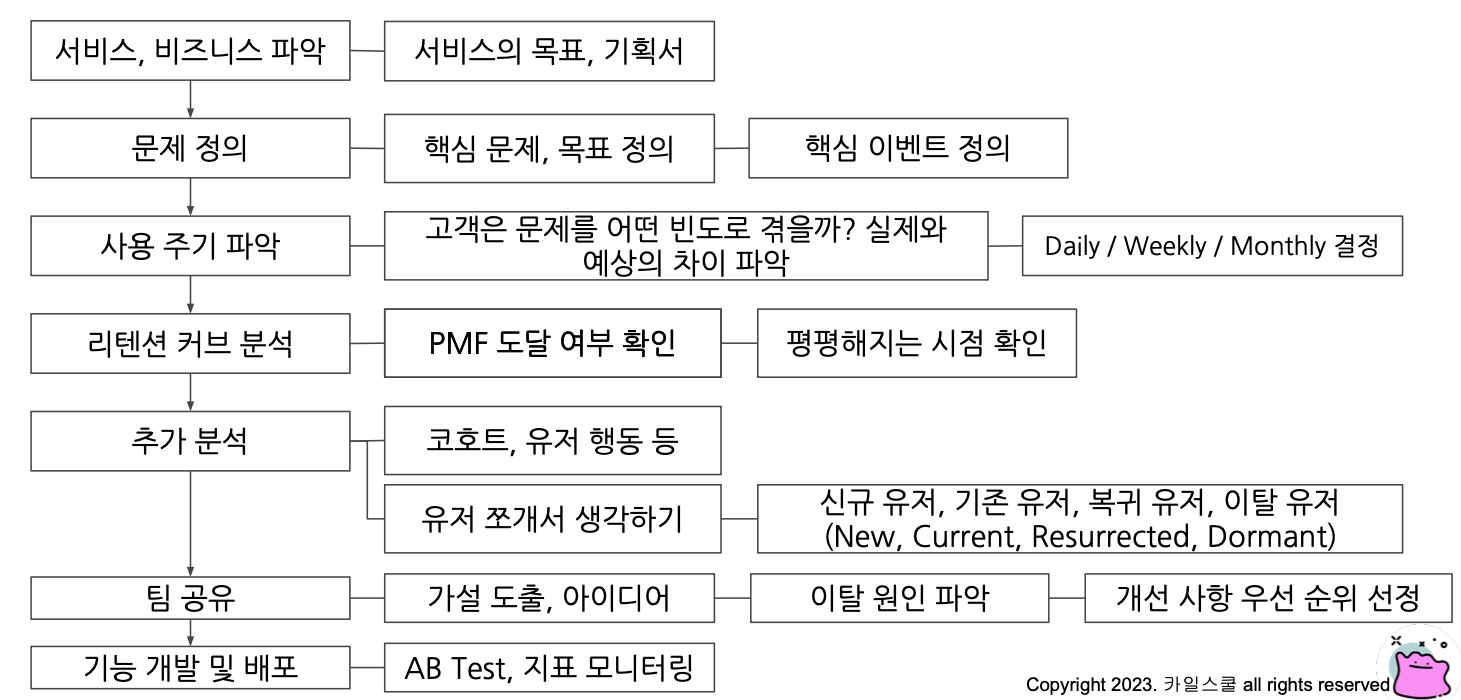 서비스, 비즈니스 파악
서비스의 목표, 기획서
문제 정의
핵심 문제, 목표 정의
핵심 이벤트 정의
사용 주기 파악
고객은 문제를 어떤 빈도로 겪을까? 실제와
예상의 차이 파악
Daily / Weekly / Monthly 결정
리텐션 커브 분석
PMF 도달 여부 확인
평평해지는 시점 확인
추가 분석
코호트, 유저 행동 등
유저 쪼개서 생각하기
신규 유저, 기존 유저, 복귀 유저, 이탈 유저
(New, Current, Resurrected, Dormant)
팀 공유
가설 도출, 아이디어
이탈 원인 파악
개선 사항 우선 순위 선정
기능 개발 및 배포
AB Test, 지표 모니터링
Copyright 2023. 카일스쿨 all rights reserved